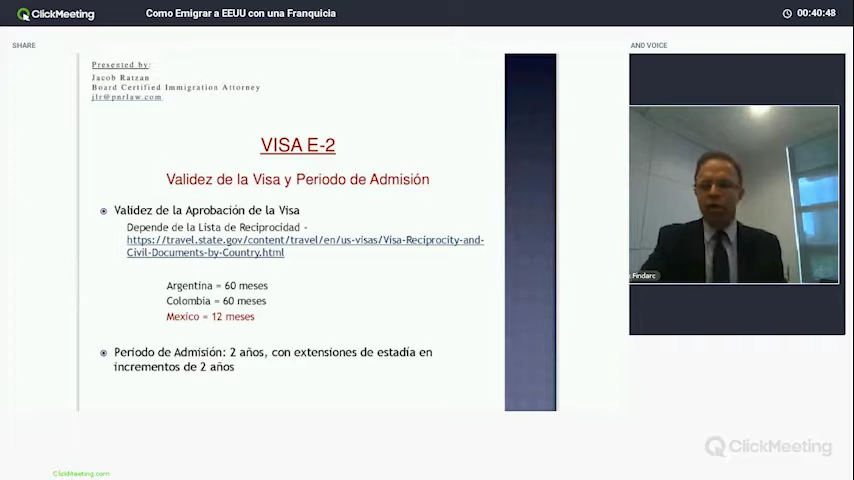 ClickMeeting
Como Emigrar a EEUU con una Franquicia
00:40:48
SHARE
AND VOICE
Presented by:
Jacob Ratzan
Board Certified Immigration Attorney
jlr@pnrlaw.com
VISA E-2
Validez de la Visa y Periodo de Admisión
Validez de la Aprobación de la Visa
Depende de la Lista de Reciprocidad -
https://travel.state.gov/content/travel/en/us-visas/Visa-Reciprocity-and-
Civil-Documents-by-Country.html
Argentina = 60 meses
Colombia = 60 meses
Mexico = 12 meses
Periodo de Admisión: 2 años, con extensiones de estadía en
incrementos de 2 años
Findarc
ClickMeeting
ClickMeeting.com